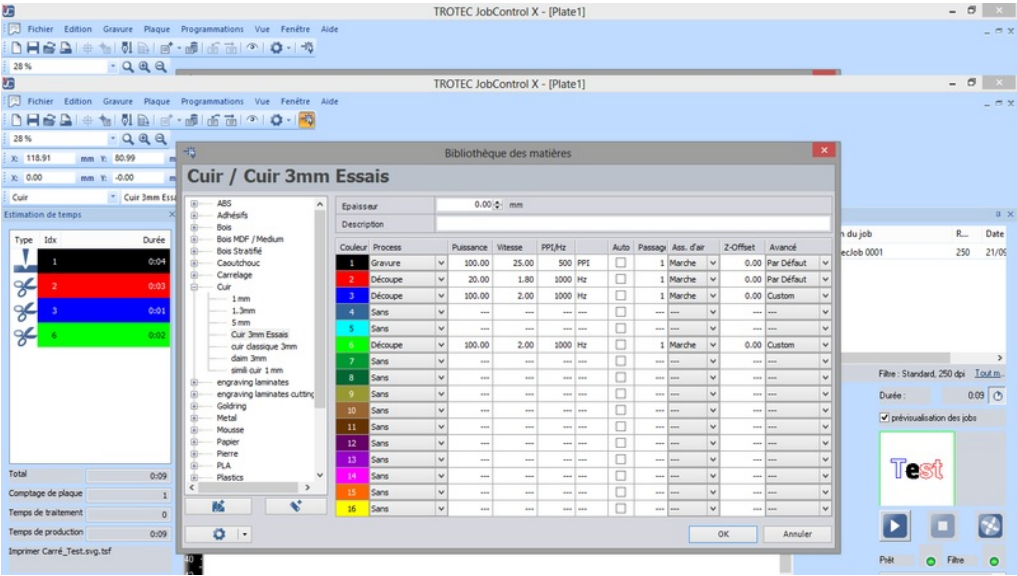 TROTEC JobControl X - [Plate1]
Fichier Edition Gravure Plaque Programmations Vue Fenêtre Aide
28 %
TROTEC JobControl X - [Plate1]
Fichier Edition Gravure Plaque Programmations Vue Fenêtre Aide
28 %
X: 118.91 mm Y: 80.99 m
X: 0.00 mm Y: -0.00 m
Cuir Cuir 3mm Essa
Estimation de temps
Type Idx Durée
1 0:04
2 0:03
3 0:01
6 0:02
Total 0:09
Comptage de plaque 1
Temps de traitement 0
Temps de production 0:09
Imprimer Carré_Test.svg.tsf
Bibliothèque des matières
Cuir / Cuir 3mm Essais
ABS
Adhésifs
Bois
Bois MDF / Medium
Bois Stratifié
Caoutchouc
Carrelage
Cuir
1 mm
1.3mm
5 mm
Cuir 3mm Essais
cuir classique 3mm
daim 3mm
simili cuir 1 mm
engraving laminates
engraving laminates cutting
Goldring
Metal
Mousse
Papier
Pierre
PLA
Plastics
Epaisseur 0.00 mm
Description
Couleur Process Puissance Vitesse PPI/Hz Auto Passage Ass. d'air Z-Offset Avancé
1 Gravure 100.00 25.00 500 PPI 1 Marche 0.00 Par Défaut
2 Découpe 20.00 1.80 1000 Hz 1 Marche 0.00 Par Défaut
3 Découpe 100.00 2.00 1000 Hz 1 Marche 0.00 Custom
4 Sans --- --- --- --- --- --- --- ---
5 Sans --- --- --- --- --- --- --- ---
6 Découpe 100.00 2.00 1000 Hz 1 Marche 0.00 Custom
7 Sans --- --- --- --- --- --- --- ---
8 Sans --- --- --- --- --- --- --- ---
9 Sans --- --- --- --- --- --- --- ---
10 Sans --- --- --- --- --- --- --- ---
11 Sans --- --- --- --- --- --- --- ---
12 Sans --- --- --- --- --- --- --- ---
13 Sans --- --- --- --- --- --- --- ---
14 Sans --- --- --- --- --- --- --- ---
15 Sans --- --- --- --- --- --- --- ---
16 Sans --- --- --- --- --- --- --- ---
OK Annuler
n du job R... Date
ecJob 0001 250 21/09
Filtre : Standard, 250 dpi Tout m...
Durée : 0:09
prévisualisation des jobs
Test
Prêt Filtre
40